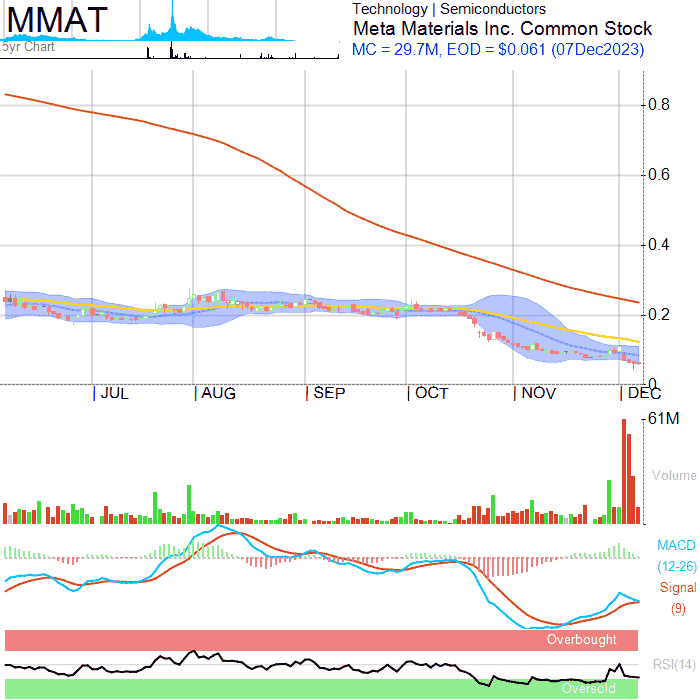 MMAT
5yr Chart
Technology | Semiconductors
Meta Materials Inc. Common Stock
MC = 29.7M, EOD = $0.061 (07Dec2023)
0.8
0.6
0.4
0.2
0
JUL AUG SEP OCT NOV DEC
61M
Volume
MACD
(12-26)
Signal
(9)
Overbought
RSI(14)
Oversold